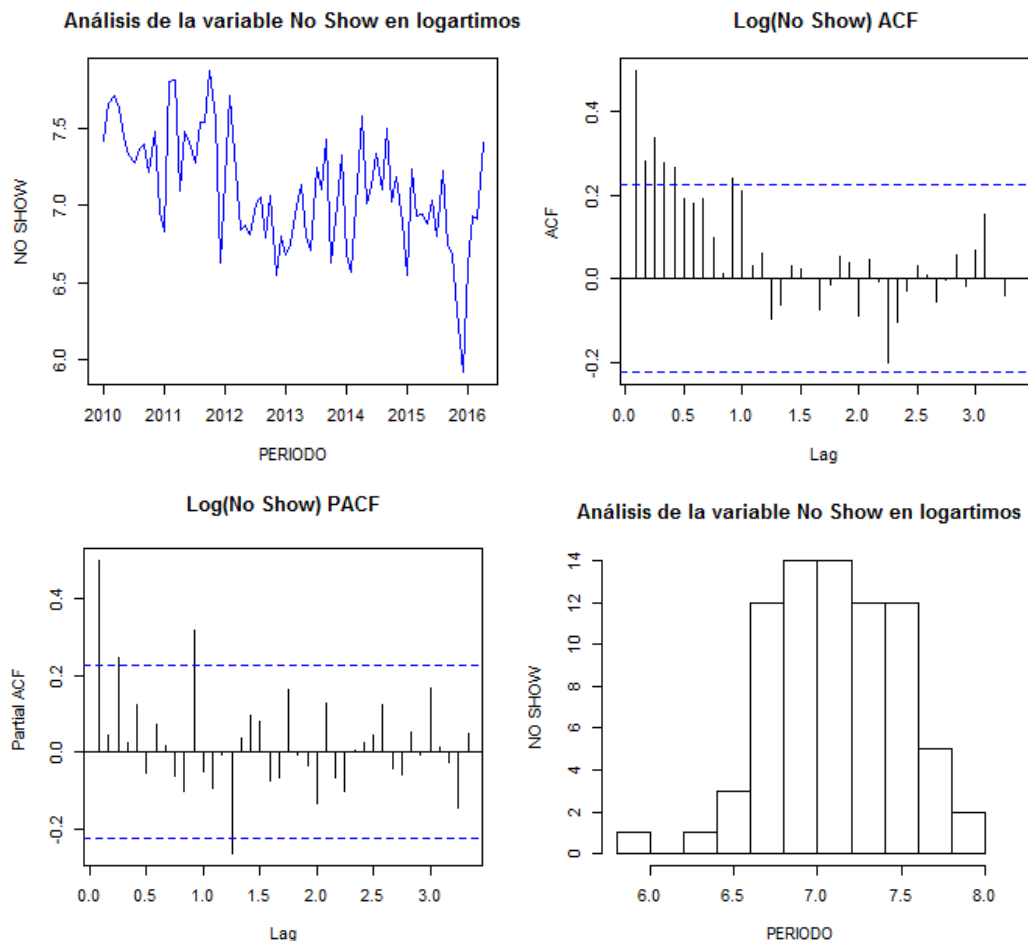 Análisis de la variable No Show en logartimos
NO SHOW
7.5
7.0
6.5
6.0
2010 2011 2012 2013 2014 2015 2016
PERIODO
Log(No Show) ACF
ACF
0.4
0.2
0.0
-0.2
0.0 0.5 1.0 1.5 2.0 2.5 3.0
Lag
Log(No Show) PACF
Partial ACF
0.4
0.2
0.0
-0.2
0.0 0.5 1.0 1.5 2.0 2.5 3.0
Lag
Análisis de la variable No Show en logartimos
NO SHOW
14
12
10
8
6
4
2
0
6.0 6.5 7.0 7.5 8.0
PERIODO